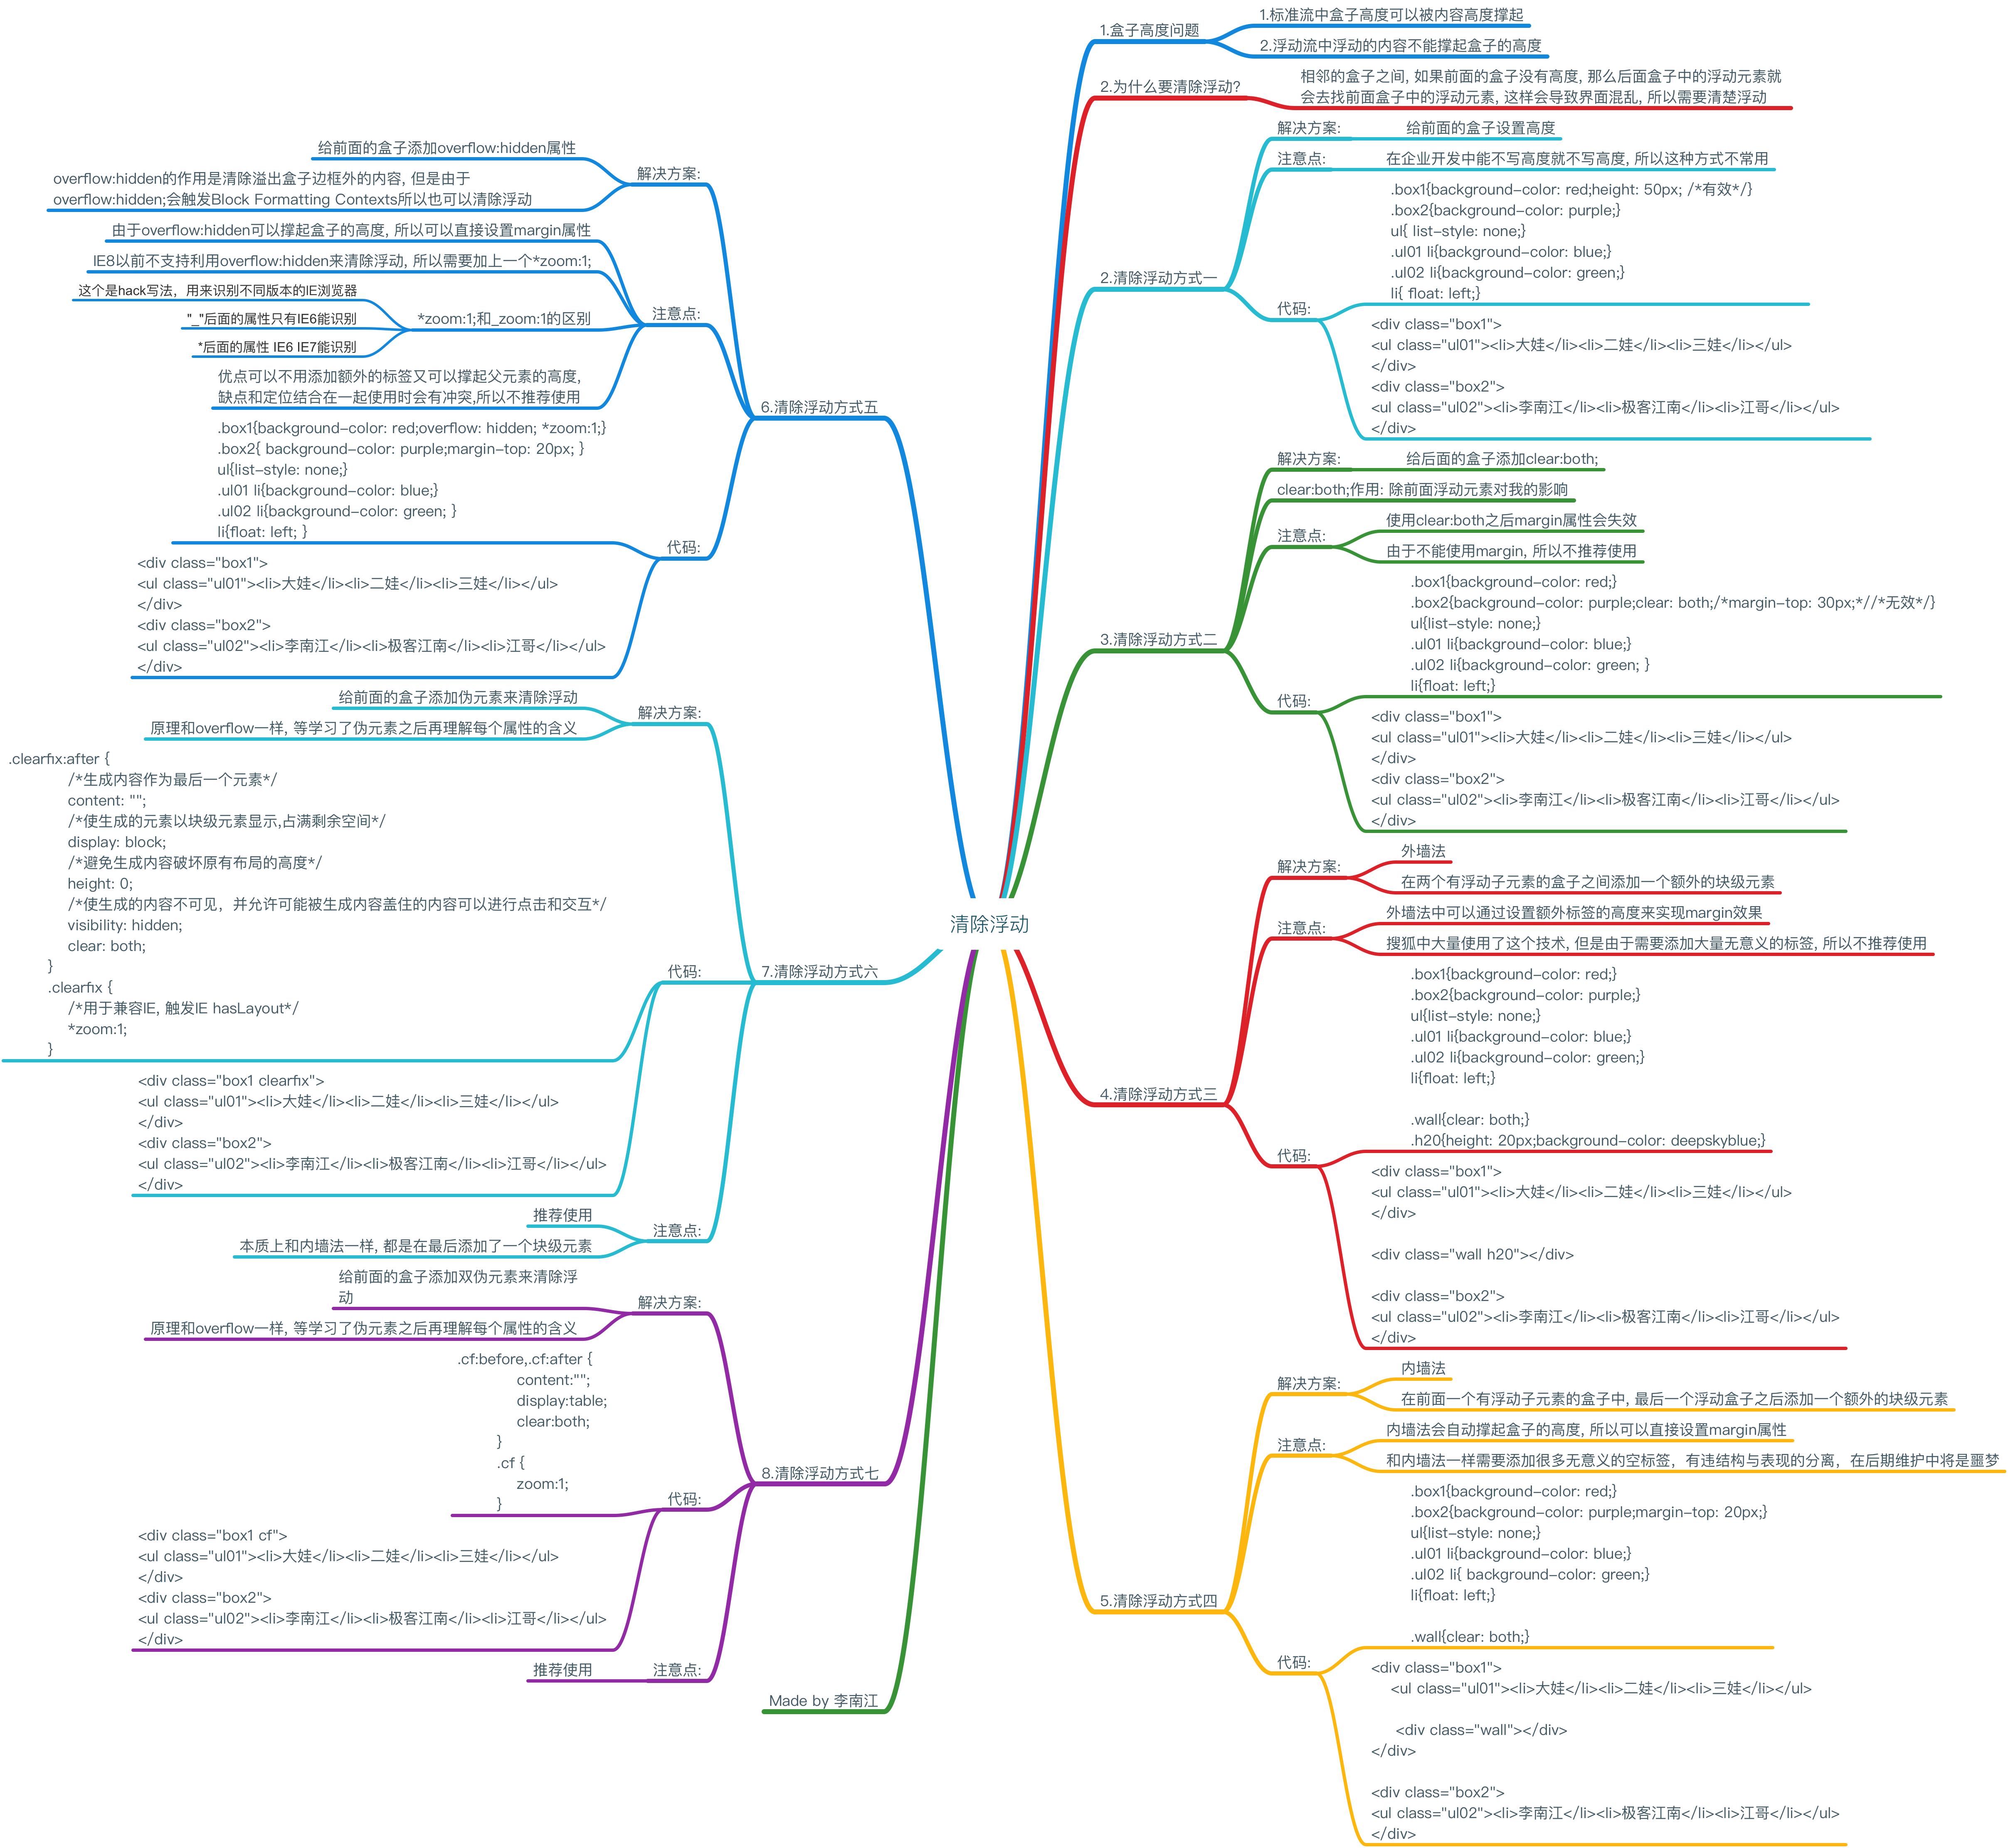 清除浮动
1.盒子高度问题
1.标准流中盒子高度可以被内容高度撑起
2.浮动流中浮动的内容不能撑起盒子的高度
2.为什么要清除浮动?
相邻的盒子之间, 如果前面的盒子没有高度, 那么后面盒子中的浮动元素就
会去找前面盒子中的浮动元素, 这样会导致界面混乱, 所以需要清楚浮动
2.清除浮动方式一
解决方案:
给前面的盒子设置高度
注意点:
在企业开发中能不写高度就不写高度, 所以这种方式不常用
代码:
.box1{background-color: red;height: 50px; /*有效*/}
.box2{background-color: purple;}
ul{ list-style: none;}
.ul01 li{background-color: blue;}
.ul02 li{background-color: green;}
li{ float: left;}
<div class="box1">
<ul class="ul01"><li>大娃</li><li>二娃</li><li>三娃</li></ul>
</div>
<div class="box2">
<ul class="ul02"><li>李南江</li><li>极客江南</li><li>江哥</li></ul>
</div>
3.清除浮动方式二
解决方案:
给后面的盒子添加clear:both;
clear:both;作用: 除前面浮动元素对我的影响
注意点:
使用clear:both之后margin属性会失效
由于不能使用margin, 所以不推荐使用
代码:
.box1{background-color: red;}
.box2{background-color: purple;clear: both;/*margin-top: 30px;*//*无效*/}
ul{list-style: none;}
.ul01 li{background-color: blue;}
.ul02 li{background-color: green; }
li{float: left;}
<div class="box1">
<ul class="ul01"><li>大娃</li><li>二娃</li><li>三娃</li></ul>
</div>
<div class="box2">
<ul class="ul02"><li>李南江</li><li>极客江南</li><li>江哥</li></ul>
</div>
4.清除浮动方式三
解决方案:
外墙法
在两个有浮动子元素的盒子之间添加一个额外的块级元素
注意点:
外墙法中可以通过设置额外标签的高度来实现margin效果
搜狐中大量使用了这个技术, 但是由于需要添加大量无意义的标签, 所以不推荐使用
代码:
.box1{background-color: red;}
.box2{background-color: purple;}
ul{list-style: none;}
.ul01 li{background-color: blue;}
.ul02 li{background-color: green;}
li{float: left;}
.wall{clear: both;}
.h20{height: 20px;background-color: deepskyblue;}
<div class="box1">
<ul class="ul01"><li>大娃</li><li>二娃</li><li>三娃</li></ul>
</div>
<div class="wall h20"></div>
<div class="box2">
<ul class="ul02"><li>李南江</li><li>极客江南</li><li>江哥</li></ul>
</div>
5.清除浮动方式四
解决方案:
内墙法
在前面一个有浮动子元素的盒子中, 最后一个浮动盒子之后添加一个额外的块级元素
注意点:
内墙法会自动撑起盒子的高度, 所以可以直接设置margin属性
和内墙法一样需要添加很多无意义的空标签，有违结构与表现的分离，在后期维护中将是噩梦
代码:
.box1{background-color: red;}
.box2{background-color: purple;margin-top: 20px;}
ul{list-style: none;}
.ul01 li{background-color: blue;}
.ul02 li{ background-color: green;}
li{float: left;}
.wall{clear: both;}
<div class="box1">
<ul class="ul01"><li>大娃</li><li>二娃</li><li>三娃</li></ul>
<div class="wall"></div>
</div>
<div class="box2">
<ul class="ul02"><li>李南江</li><li>极客江南</li><li>江哥</li></ul>
</div>
6.清除浮动方式五
解决方案:
给前面的盒子添加overflow:hidden属性
overflow:hidden的作用是清除溢出盒子边框外的内容, 但是由于
overflow:hidden;会触发Block Formatting Contexts所以也可以清除浮动
注意点:
由于overflow:hidden可以撑起盒子的高度, 所以可以直接设置margin属性
IE8以前不支持利用overflow:hidden来清除浮动, 所以需要加上一个*zoom:1;
*zoom:1;和_zoom:1的区别
这个是hack写法，用来识别不同版本的IE浏览器
"_"后面的属性只有IE6能识别
*后面的属性 IE6 IE7能识别
优点可以不用添加额外的标签又可以撑起父元素的高度,
缺点和定位结合在一起使用时会有冲突,所以不推荐使用
代码:
.box1{background-color: red;overflow: hidden; *zoom:1;}
.box2{ background-color: purple;margin-top: 20px; }
ul{list-style: none;}
.ul01 li{background-color: blue;}
.ul02 li{background-color: green; }
li{float: left; }
<div class="box1">
<ul class="ul01"><li>大娃</li><li>二娃</li><li>三娃</li></ul>
</div>
<div class="box2">
<ul class="ul02"><li>李南江</li><li>极客江南</li><li>江哥</li></ul>
</div>
7.清除浮动方式六
解决方案:
给前面的盒子添加伪元素来清除浮动
原理和overflow一样, 等学习了伪元素之后再理解每个属性的含义
代码:
.clearfix:after {
/*生成内容作为最后一个元素*/
content: "";
/*使生成的元素以块级元素显示,占满剩余空间*/
display: block;
/*避免生成内容破坏原有布局的高度*/
height: 0;
/*使生成的内容不可见，并允许可能被生成内容盖住的内容可以进行点击和交互*/
visibility: hidden;
clear: both;
}
.clearfix {
/*用于兼容IE, 触发IE hasLayout*/
*zoom:1;
}
<div class="box1 clearfix">
<ul class="ul01"><li>大娃</li><li>二娃</li><li>三娃</li></ul>
</div>
<div class="box2">
<ul class="ul02"><li>李南江</li><li>极客江南</li><li>江哥</li></ul>
</div>
注意点:
推荐使用
本质上和内墙法一样, 都是在最后添加了一个块级元素
8.清除浮动方式七
解决方案:
给前面的盒子添加双伪元素来清除浮
动
原理和overflow一样, 等学习了伪元素之后再理解每个属性的含义
代码:
.cf:before,.cf:after {
content:"";
display:table;
clear:both;
}
.cf {
zoom:1;
}
<div class="box1 cf">
<ul class="ul01"><li>大娃</li><li>二娃</li><li>三娃</li></ul>
</div>
<div class="box2">
<ul class="ul02"><li>李南江</li><li>极客江南</li><li>江哥</li></ul>
</div>
注意点:
推荐使用
Made by 李南江